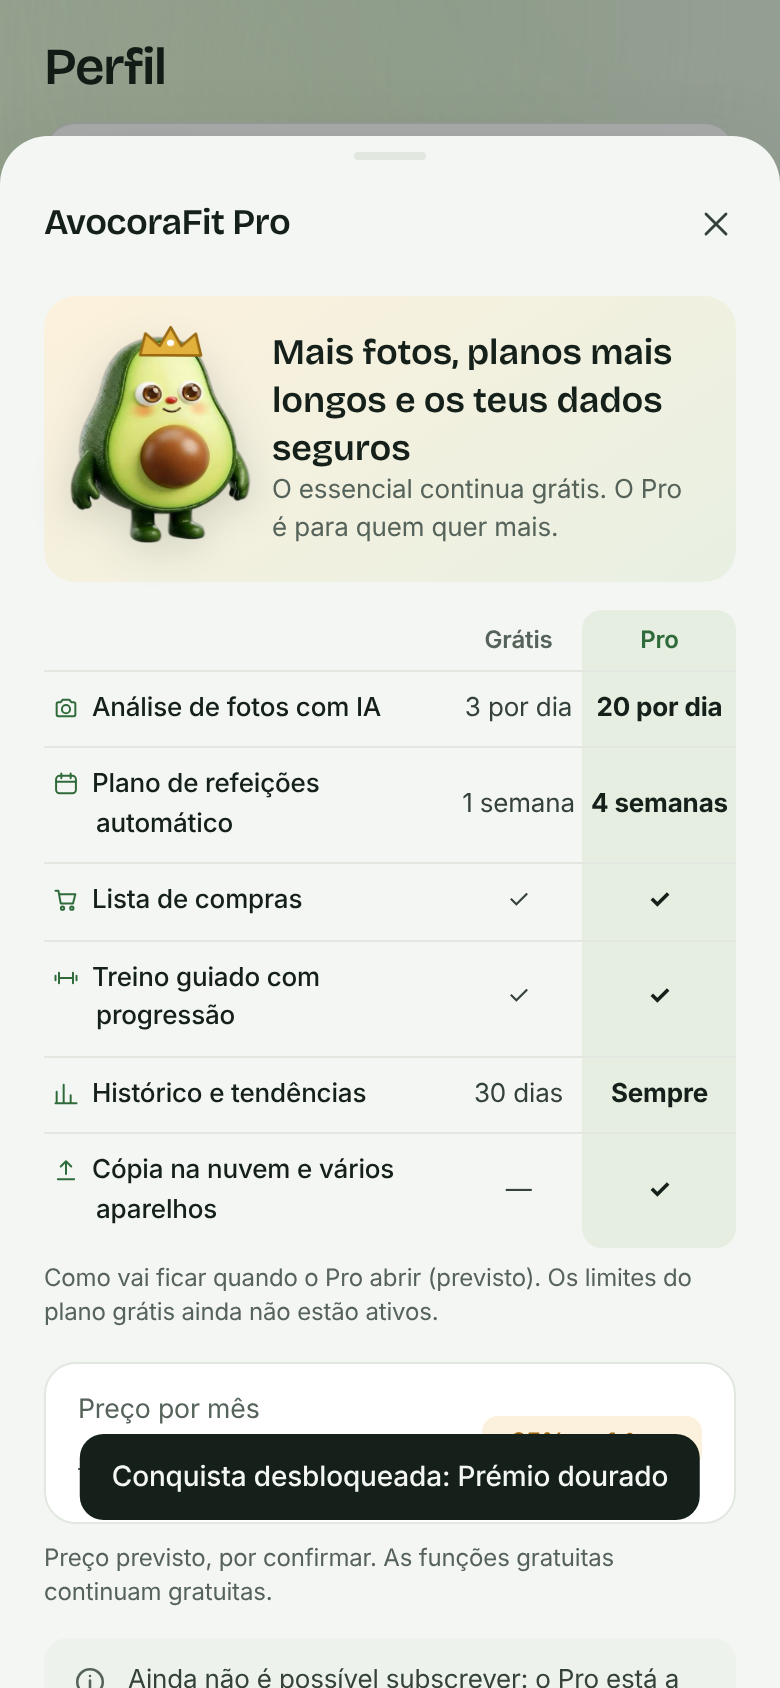 Perfil
AvocoraFit Pro
Mais fotos, planos mais
longos e os teus dados
seguros
O essencial continua grátis. O Pro
é para quem quer mais.
Grátis Pro
Análise de fotos com IA 3 por dia 20 por dia
Plano de refeições
automático 1 semana 4 semanas
Lista de compras ✓ ✓
Treino guiado com
progressão ✓ ✓
Histórico e tendências 30 dias Sempre
Cópia na nuvem e vários
aparelhos — ✓
Como vai ficar quando o Pro abrir (previsto). Os limites do
plano grátis ainda não estão ativos.
Preço por mês
Conquista desbloqueada: Prémio dourado
Preço previsto, por confirmar. As funções gratuitas
continuam gratuitas.
Ainda não é possível subscrever: o Pro está a